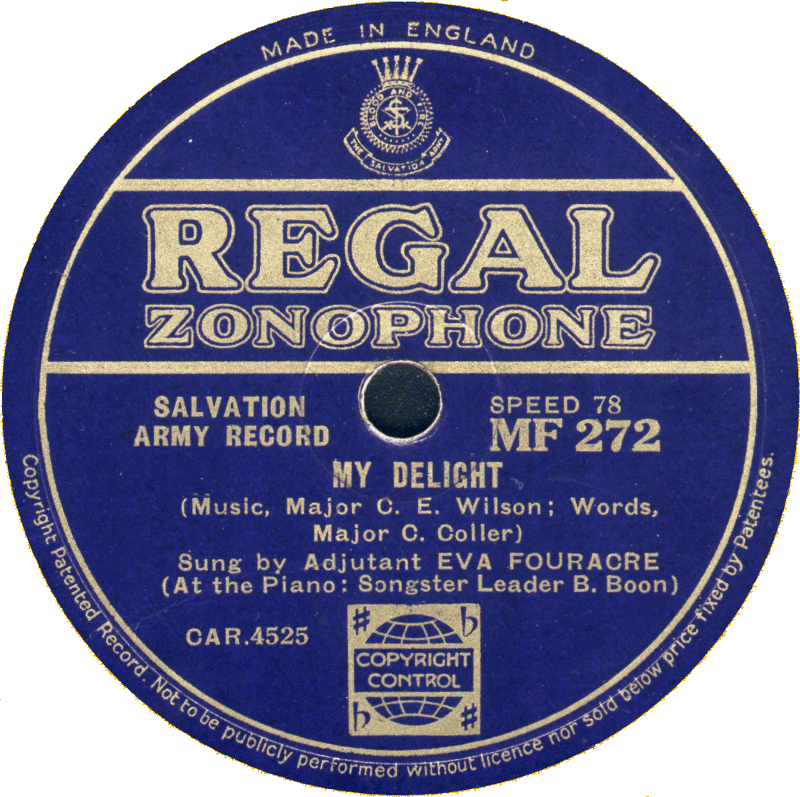 MADE IN ENGLAND
BLOOD AND FIRE
THE SALVATION ARMY
REGAL
ZONOPHONE
SALVATION
ARMY RECORD
SPEED 78
MF 272
MY DELIGHT
(Music, Major C. E. Wilson; Words,
Major C. Coller)
Sung by Adjutant EVA FOURACRE
(At the Piano: Songster Leader B. Boon)
CAR.4525
COPYRIGHT
CONTROL
Copyright Patented Record. Not to be publicly performed without licence nor sold below price fixed by Patentees.